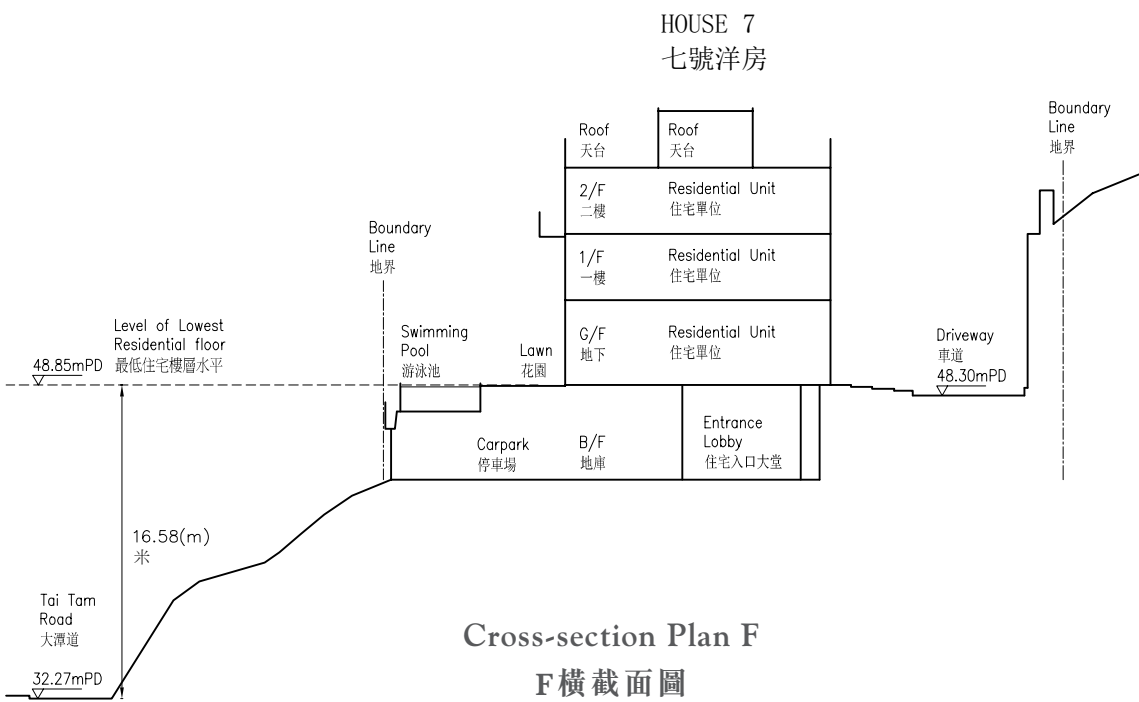 HOUSE 7
七號洋房
Roof
天台
Roof
天台
Boundary
Line
地界
2/F
二樓
Residential Unit
住宅單位
Boundary
Line
地界
1/F
一樓
Residential Unit
住宅單位
Level of Lowest
Residential floor
最低住宅樓層水平
48.85mPD
Swimming
Pool
游泳池
Lawn
花園
G/F
地下
Residential Unit
住宅單位
Driveway
車道
48.30mPD
Carpark
停車場
B/F
地庫
Entrance
Lobby
住宅入口大堂
16.58(m)
米
Tai Tam
Road
大潭道
32.27mPD
Cross-section Plan F
F橫截面圖